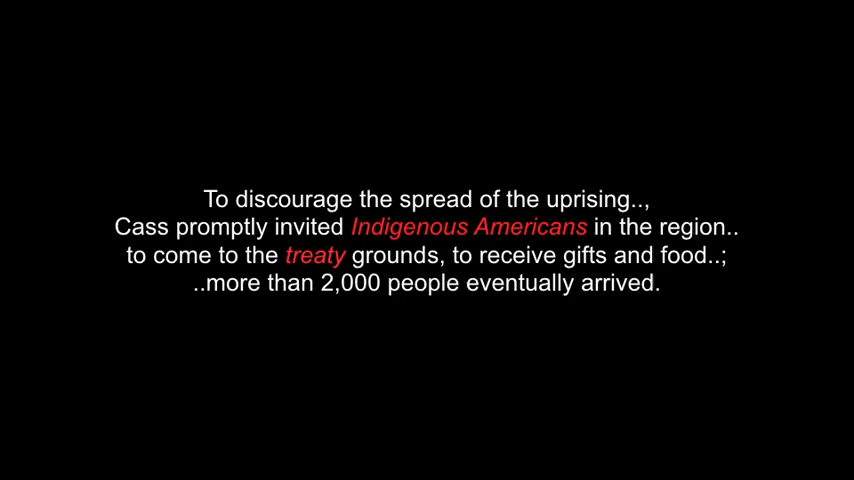 To discourage the spread of the uprising..,
Cass promptly invited Indigenous Americans in the region..
to come to the treaty grounds, to receive gifts and food..;
..more than 2,000 people eventually arrived.